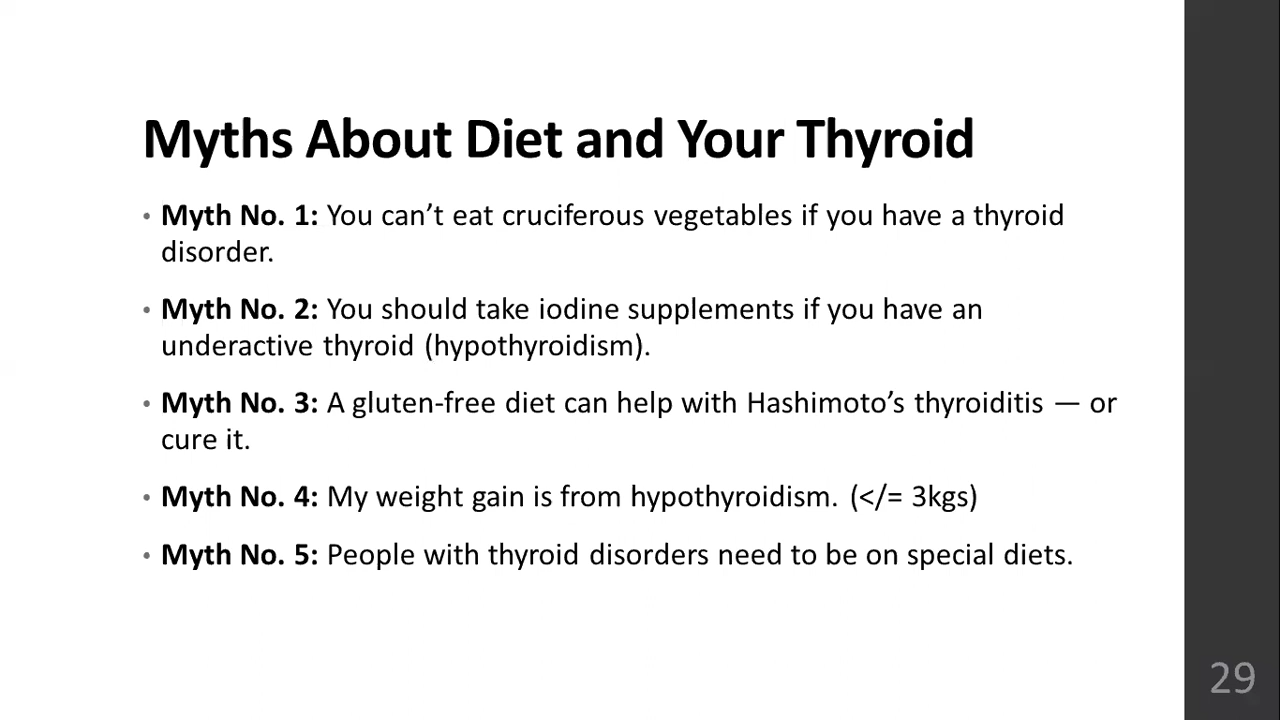 Myths About Diet and Your Thyroid
• Myth No. 1: You can’t eat cruciferous vegetables if you have a thyroid
disorder.
• Myth No. 2: You should take iodine supplements if you have an
underactive thyroid (hypothyroidism).
• Myth No. 3: A gluten-free diet can help with Hashimoto’s thyroiditis — or
cure it.
• Myth No. 4: My weight gain is from hypothyroidism. (</= 3kgs)
• Myth No. 5: People with thyroid disorders need to be on special diets.
29